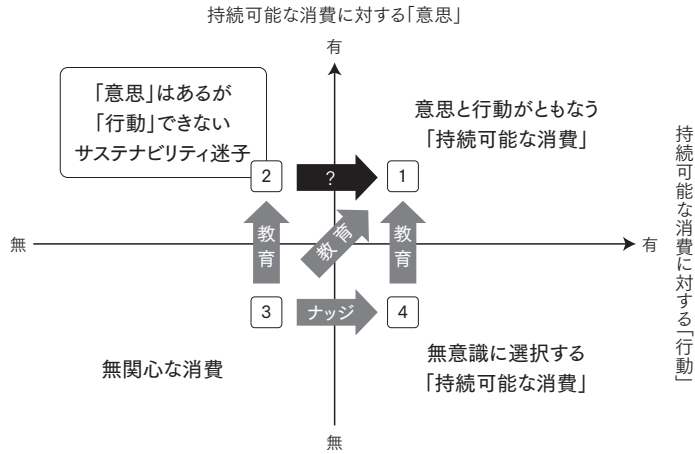 持続可能な消費に対する「意思」
有
「意思」はあるが
「行動」できない
サステナビリティ迷子
意思と行動がともなう
「持続可能な消費」
2
?
1
教育
教育
教育
無
有
持続可能な消費に対する「行動」
3
ナッジ
4
無関心な消費
無意識に選択する
「持続可能な消費」
無